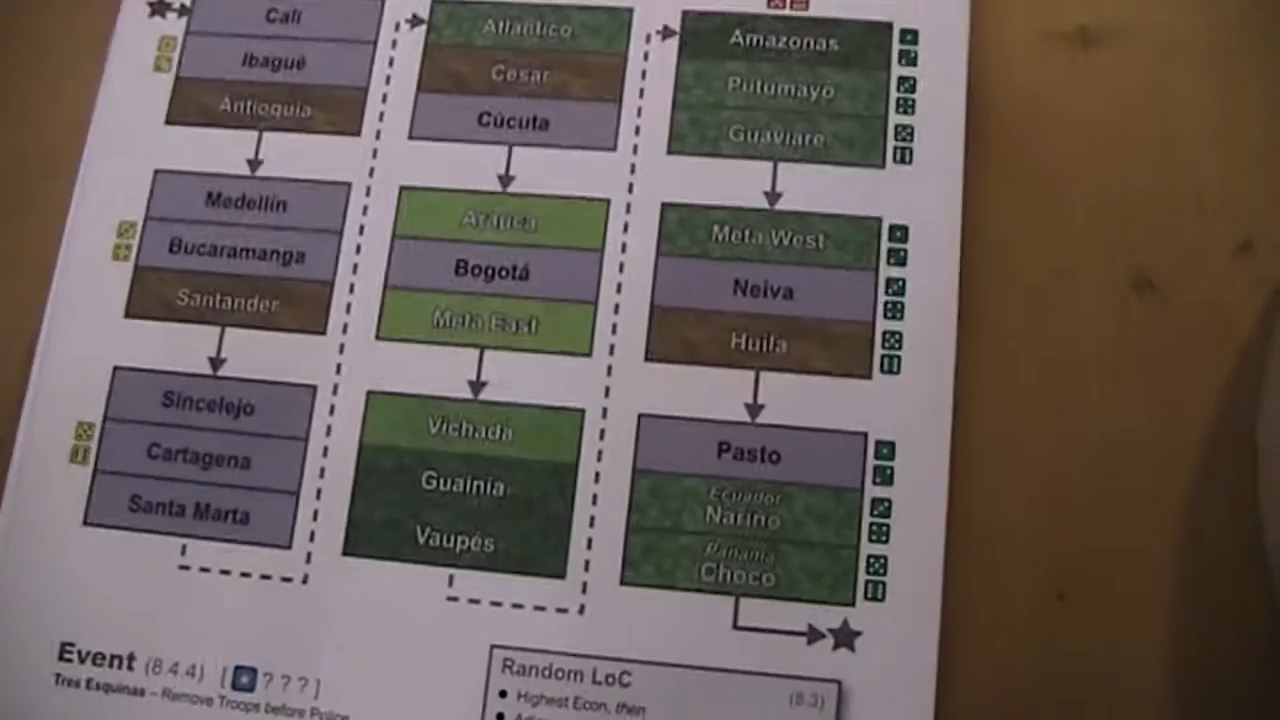 Cali
Ibagué
Antioquia
Medellín
Bucaramanga
Santander
Sincelejo
Cartagena
Santa Marta
Atlántico
Cesar
Cúcuta
Arauca
Bogotá
Meta East
Vichada
Guainía
Vaupés
Amazonas
Putumayo
Guaviare
Meta West
Neiva
Huila
Pasto
Ecuador
Nariño
Panama
Chocó
Event (8.4.4) [ ? ? ? ]
Tres Esquinas – Remove Troops before Police
Random LoC (8.3)
• Highest Econ, then